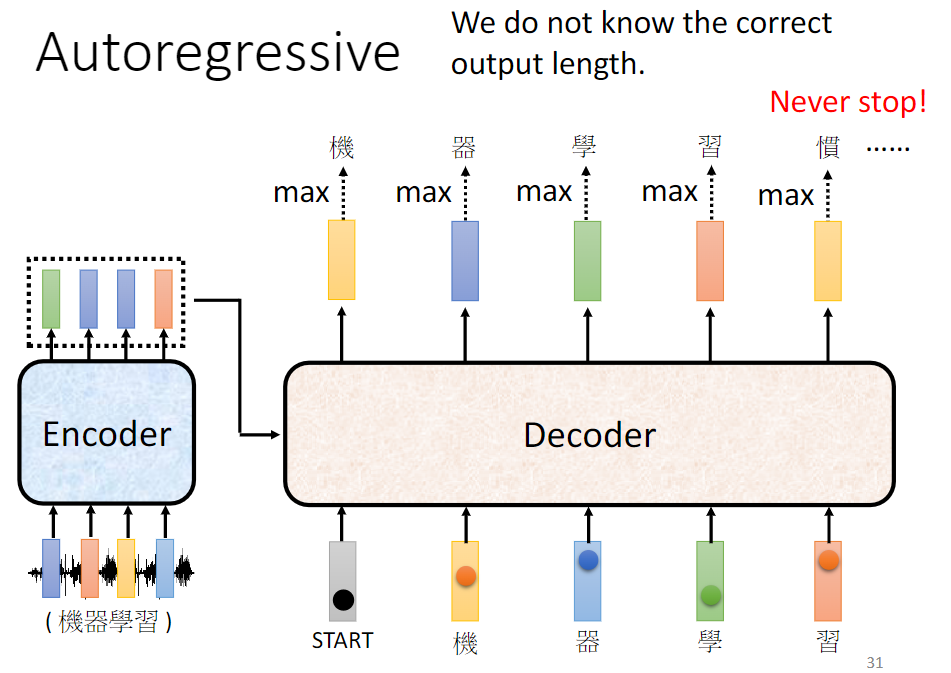 Autoregressive
We do not know the correct
output length.
Never stop!
機 器 學 習 慣 ......
max max max max max
Encoder
Decoder
(機器學習)
START 機 器 學 習
31